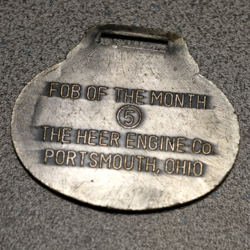 FOB OF THE MONTH
5
THE HEER ENGINE Co
PORTSMOUTH, OHIO